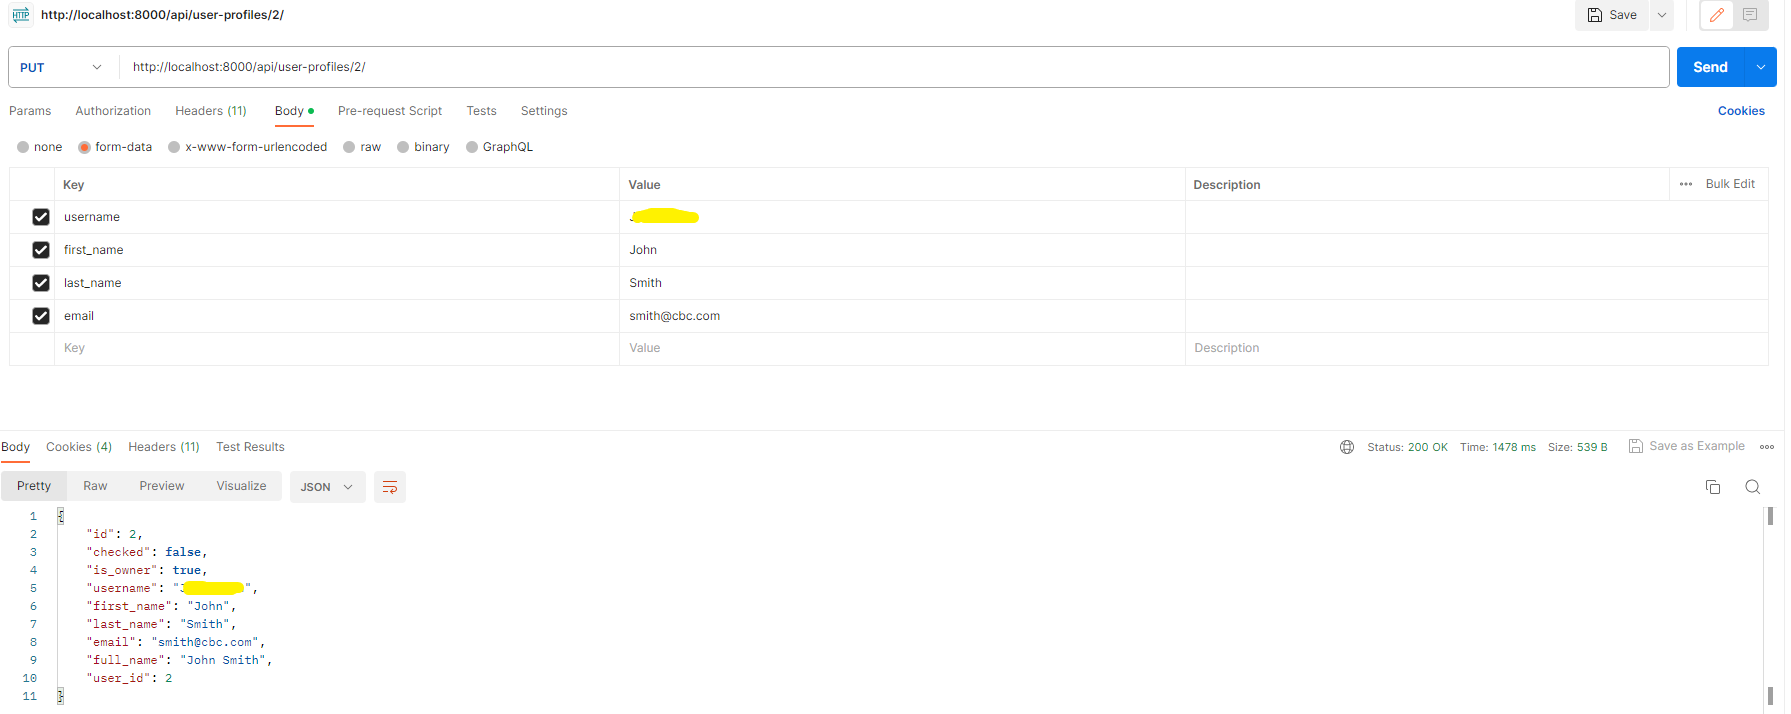 HTTP http://localhost:8000/api/user-profiles/2/ Save
PUT http://localhost:8000/api/user-profiles/2/ Send
Params Authorization Headers (11) Body Pre-request Script Tests Settings Cookies
none form-data x-www-form-urlencoded raw binary GraphQL
Key Value Description ••• Bulk Edit
username
first_name John
last_name Smith
email smith@cbc.com
Key Value Description
Body Cookies (4) Headers (11) Test Results Status: 200 OK Time: 1478 ms Size: 539 B Save as Example
Pretty Raw Preview Visualize JSON
1 {
2 "id": 2,
3 "checked": false,
4 "is_owner": true,
5 "username": "",
6 "first_name": "John",
7 "last_name": "Smith",
8 "email": "smith@cbc.com",
9 "full_name": "John Smith",
10 "user_id": 2
11 }